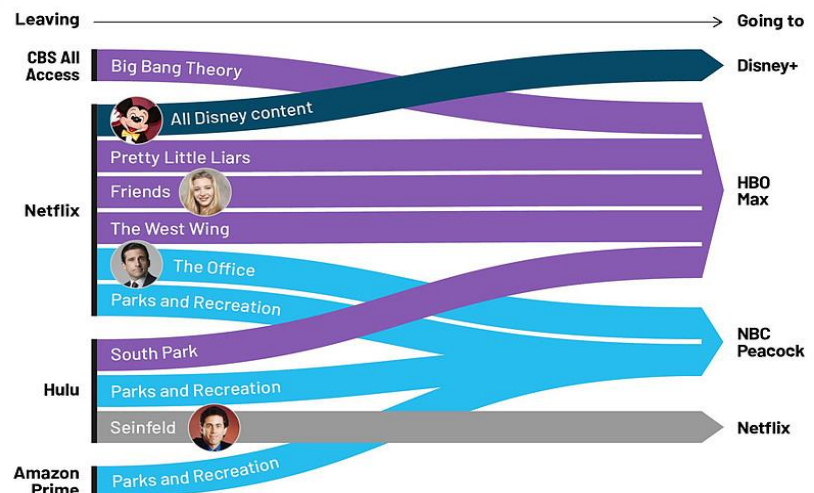 Leaving
Going to
CBS All
Access
Big Bang Theory
Disney+
All Disney content
Pretty Little Liars
Friends
HBO
Max
Netflix
The West Wing
The Office
Parks and Recreation
NBC
Peacock
South Park
Hulu
Parks and Recreation
Seinfeld
Netflix
Amazon
Prime
Parks and Recreation